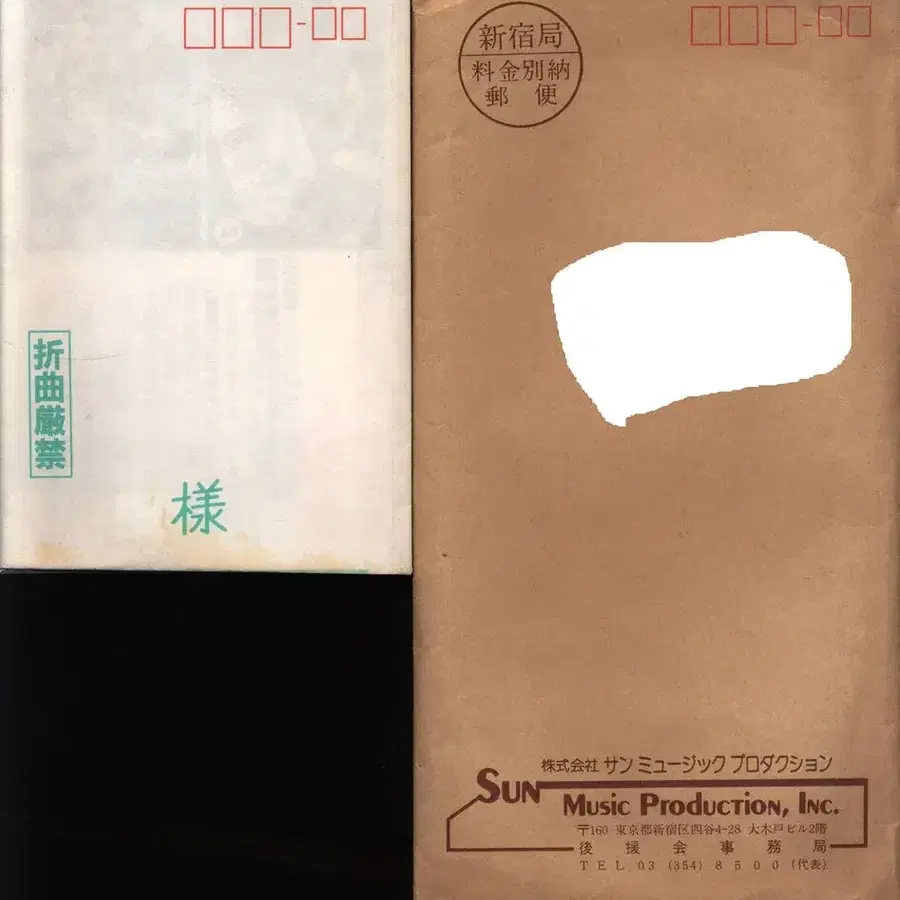 折曲厳禁
様
新宿局
料金別納
郵便
株式会社 サン ミュージック プロダクション
SUN MUSIC PRODUCTION, INC.
〒160 東京都新宿区四谷4-28 大木戸ビル2階
後援会事務局
TEL 03 (354) 8500 (代表)